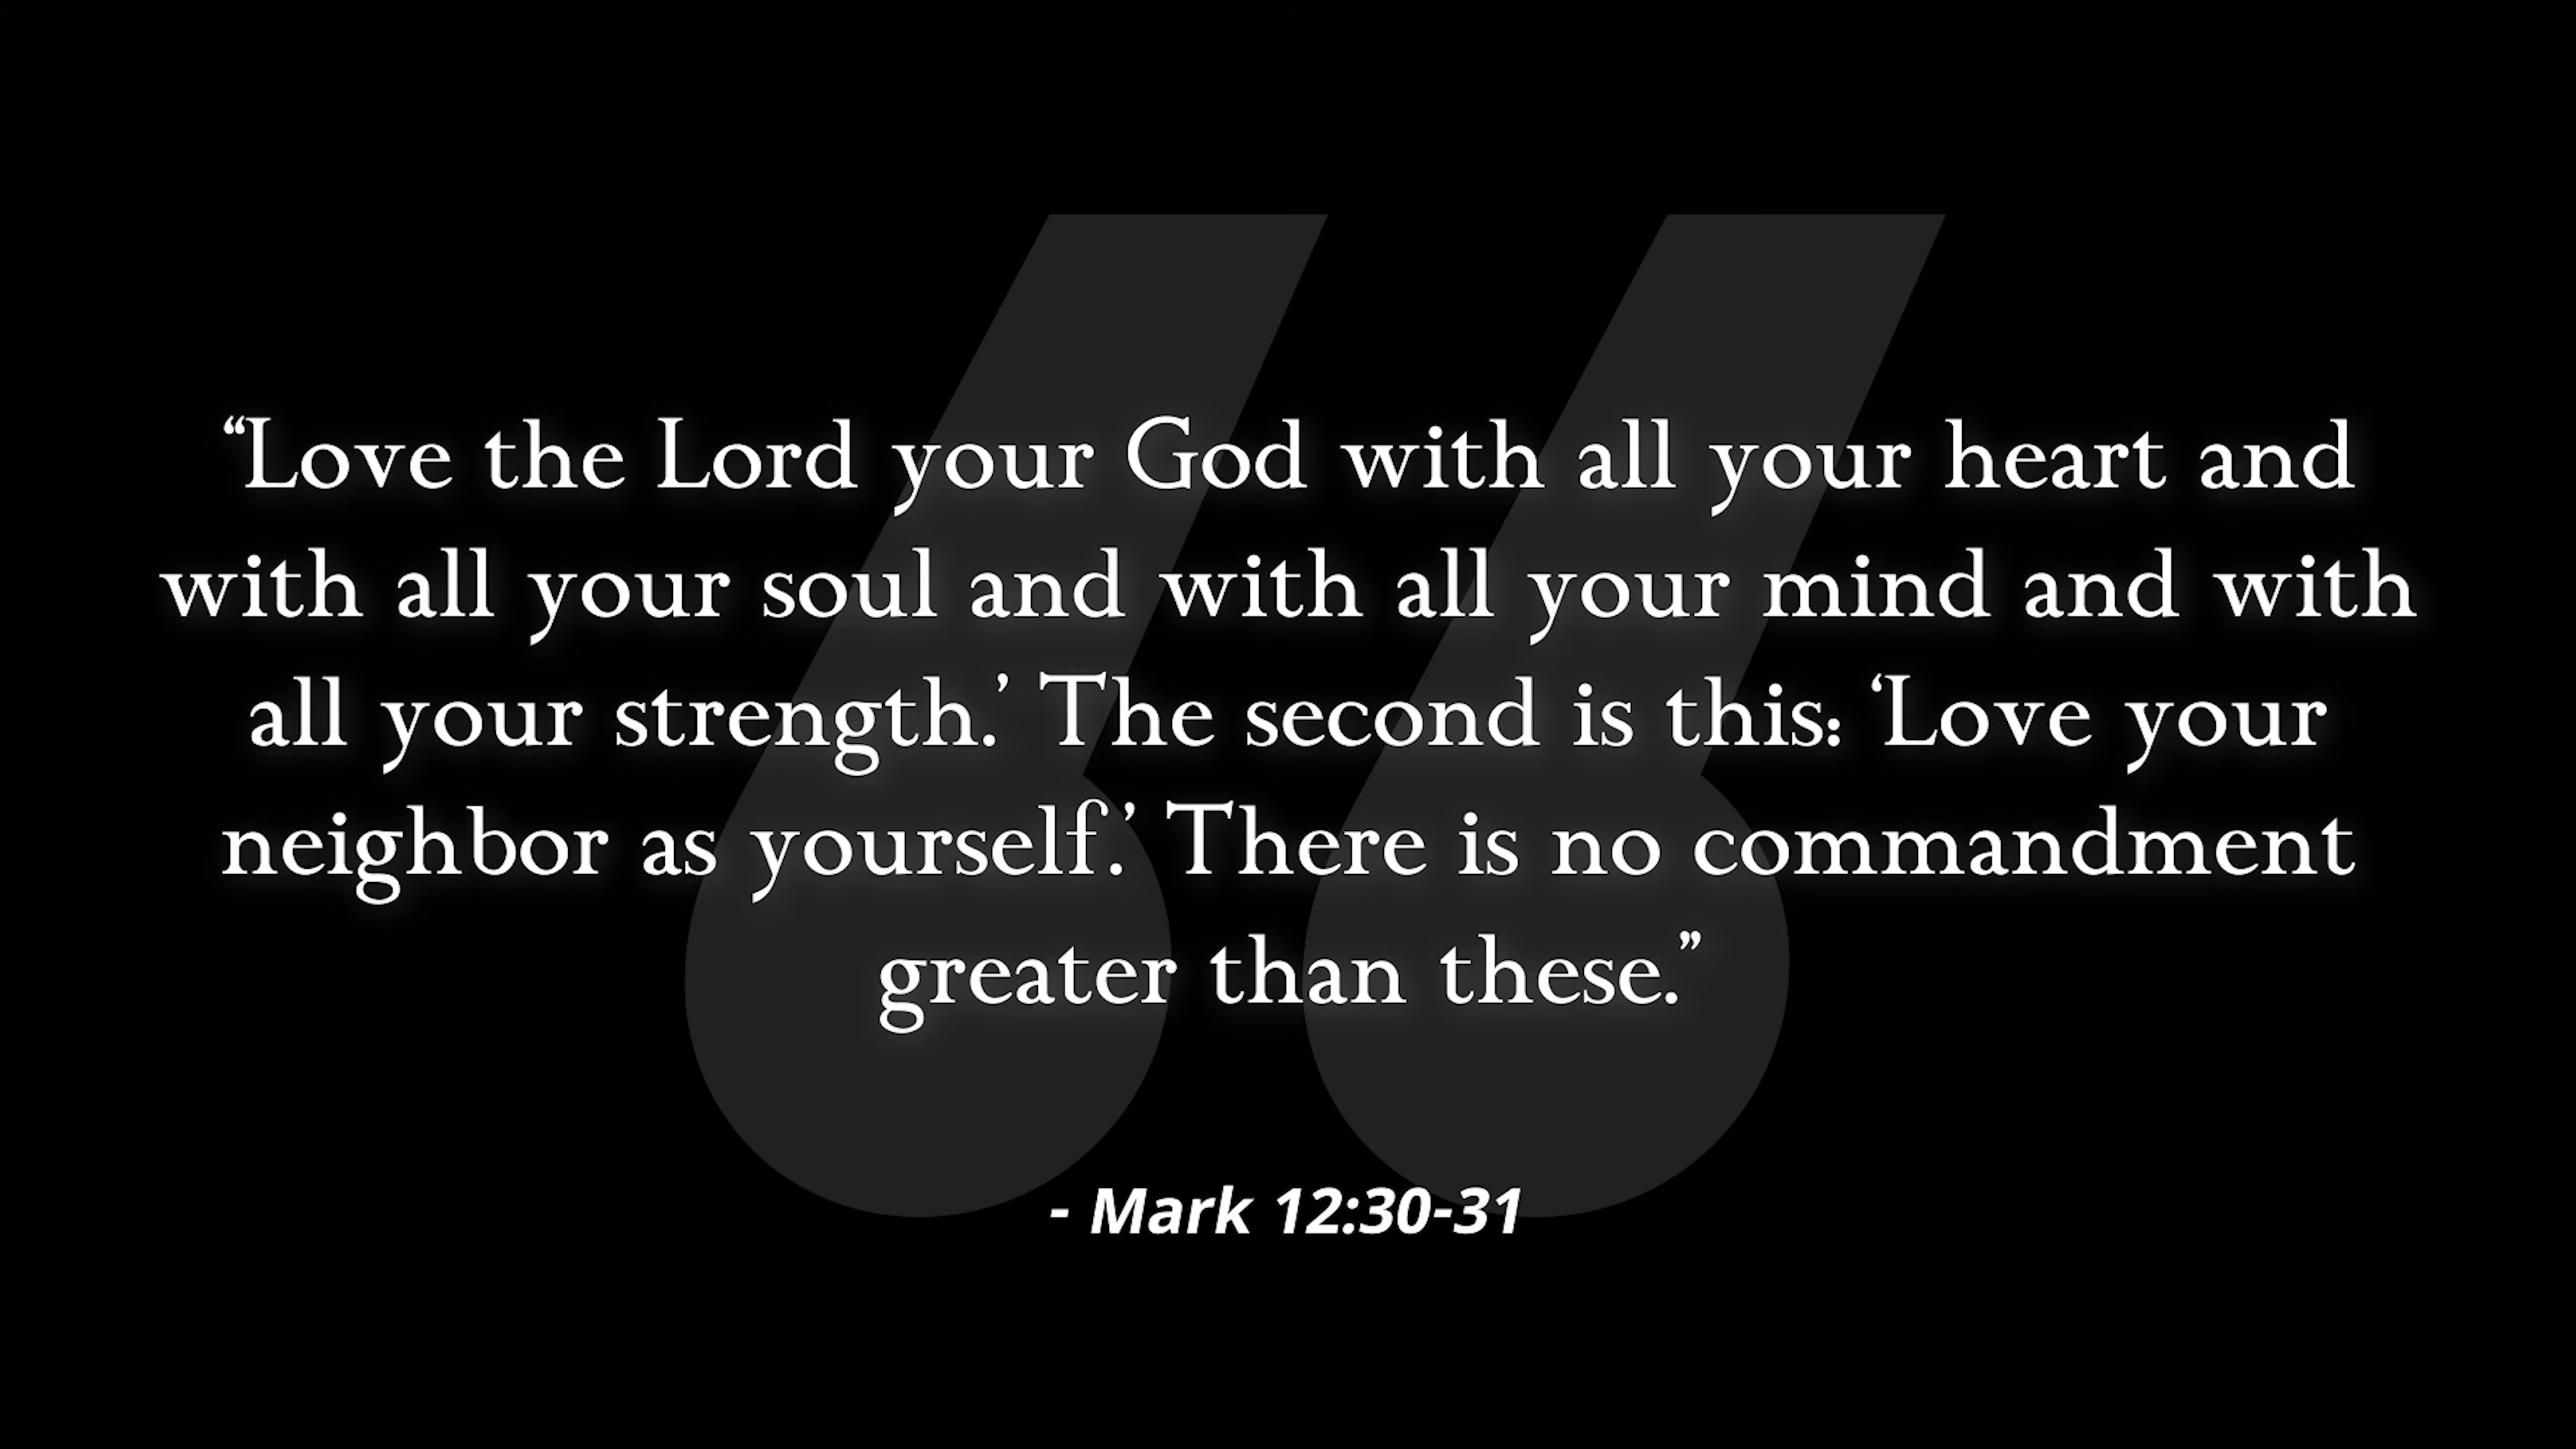 “Love the Lord your God with all your heart and
with all your soul and with all your mind and with
all your strength.’ The second is this: ‘Love your
neighbor as yourself.’ There is no commandment
greater than these.”
- Mark 12:30-31